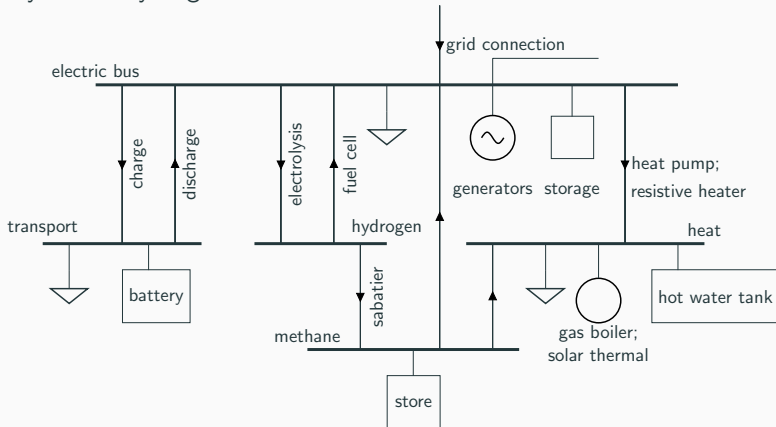 grid connection
electric bus
charge
discharge
electrolysis
fuel cell
generators
storage
heat pump;
resistive heater
transport
hydrogen
heat
battery
sabatier
hot water tank
methane
gas boiler;
solar thermal
store